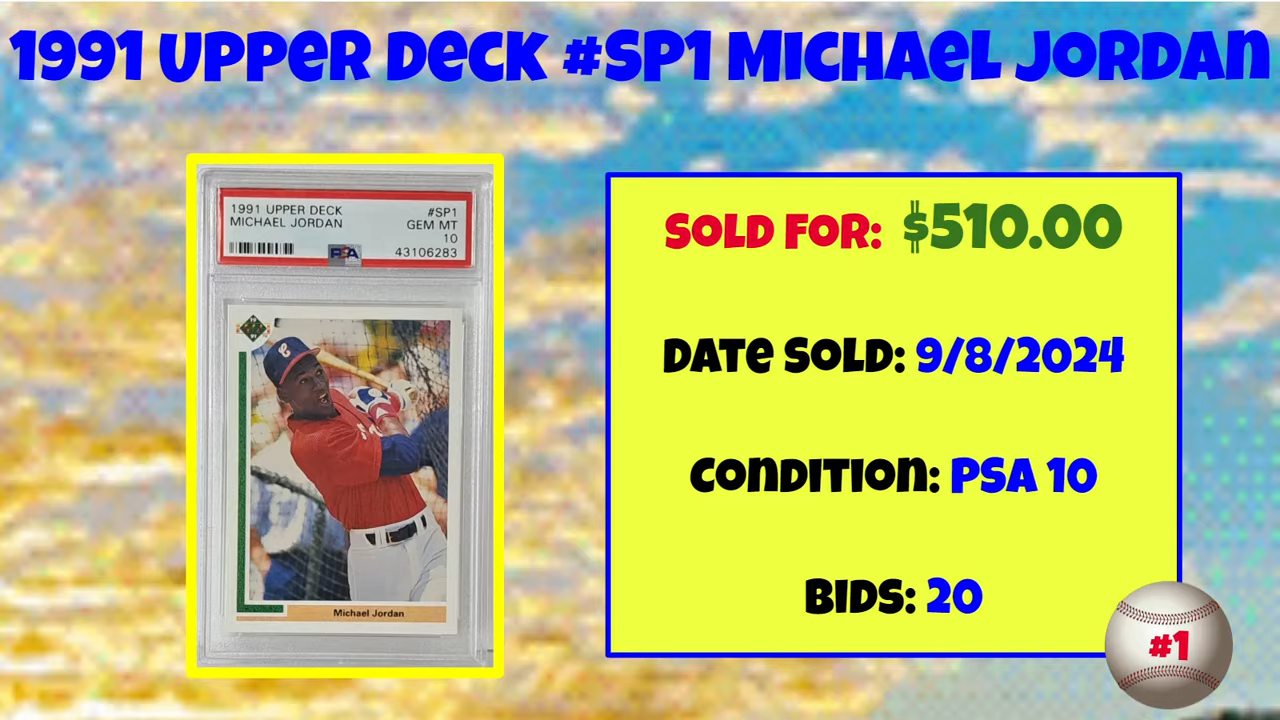 1991 UPPER DECK #SP1 MICHAEL JORDAN
1991 UPPER DECK #SP1
MICHAEL JORDAN GEM MT
10
PSA 43106283
C
Michael Jordan
SOLD FOR: $510.00
DATE SOLD: 9/8/2024
CONDITION: PSA 10
BIDS: 20
#1